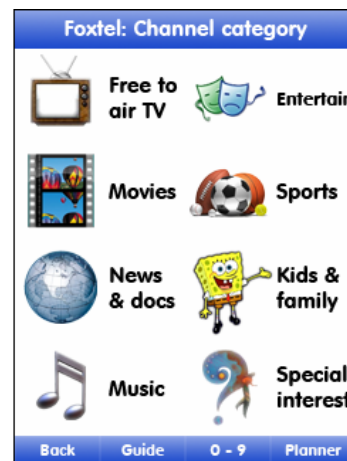 Foxtel: Channel category
Free to
air TV
Entertain
Movies
Sports
News
& docs
Kids &
family
Music
Special
interest
Back Guide 0 - 9 Planner